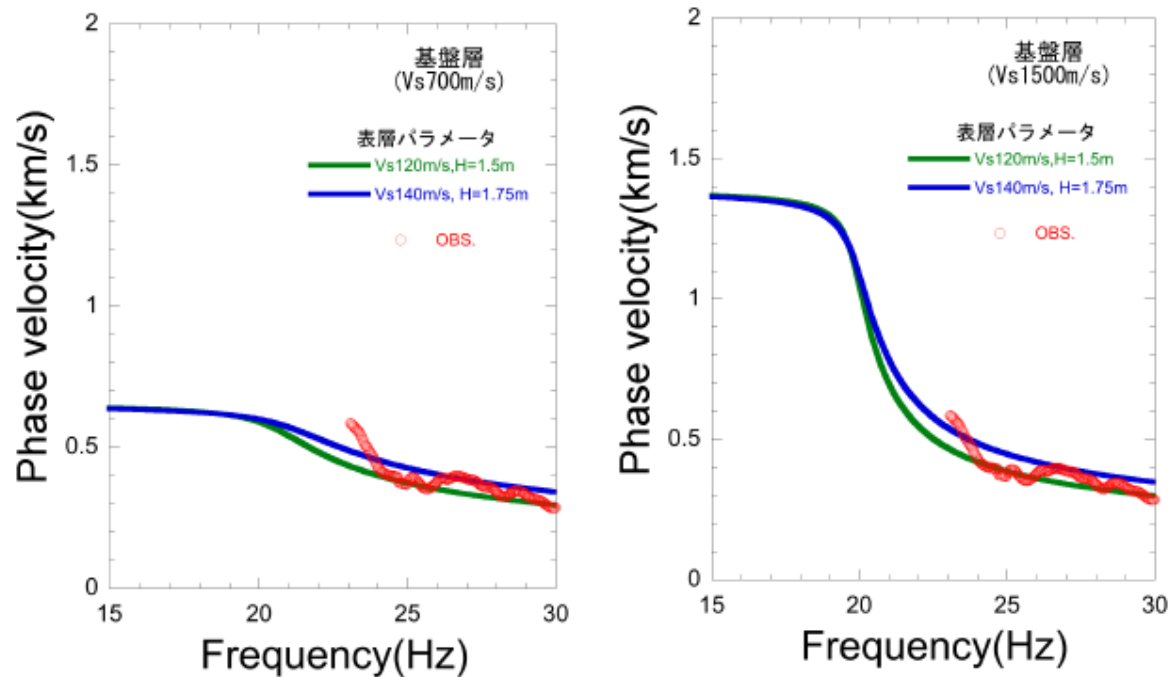 2
1.5
1
0.5
0
Phase velocity(km/s)
基盤層
(Vs700m/s)
表層パラメータ
Vs120m/s,H=1.5m
Vs140m/s, H=1.75m
OBS.
15 20 25 30
Frequency(Hz)
2
1.5
1
0.5
0
Phase velocity(km/s)
基盤層
(Vs1500m/s)
表層パラメータ
Vs120m/s,H=1.5m
Vs140m/s, H=1.75m
OBS.
15 20 25 30
Frequency(Hz)